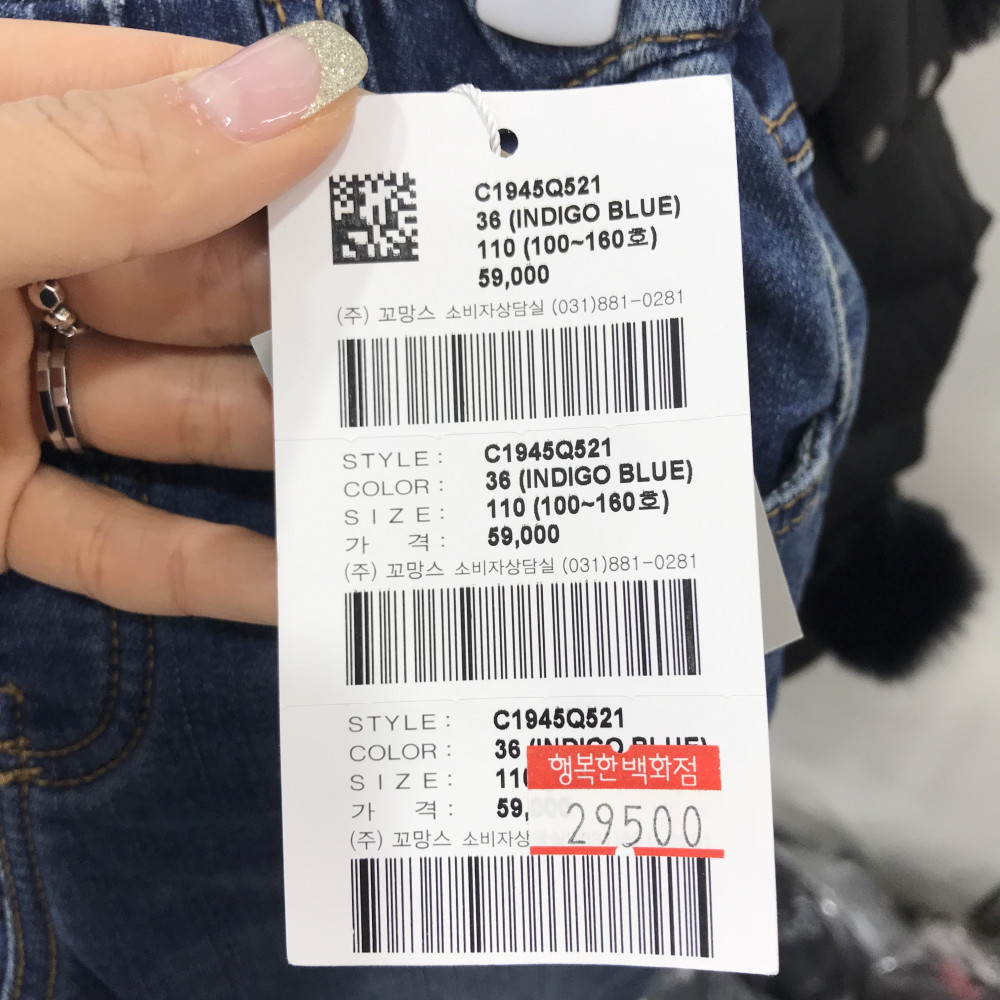 C1945Q521
36 (INDIGO BLUE)
110 (100~160호)
59,000
(주) 꼬망스 소비자상담실 (031)881-0281
STYLE : C1945Q521
COLOR : 36 (INDIGO BLUE)
SIZE : 110 (100~160호)
가 격 : 59,000
(주) 꼬망스 소비자상담실 (031)881-0281
STYLE : C1945Q521
COLOR : 36 (INDIGO BLUE)
행복한백화점
SIZE : 110
가 격 : 59,
29500
(주) 꼬망스 소비자상